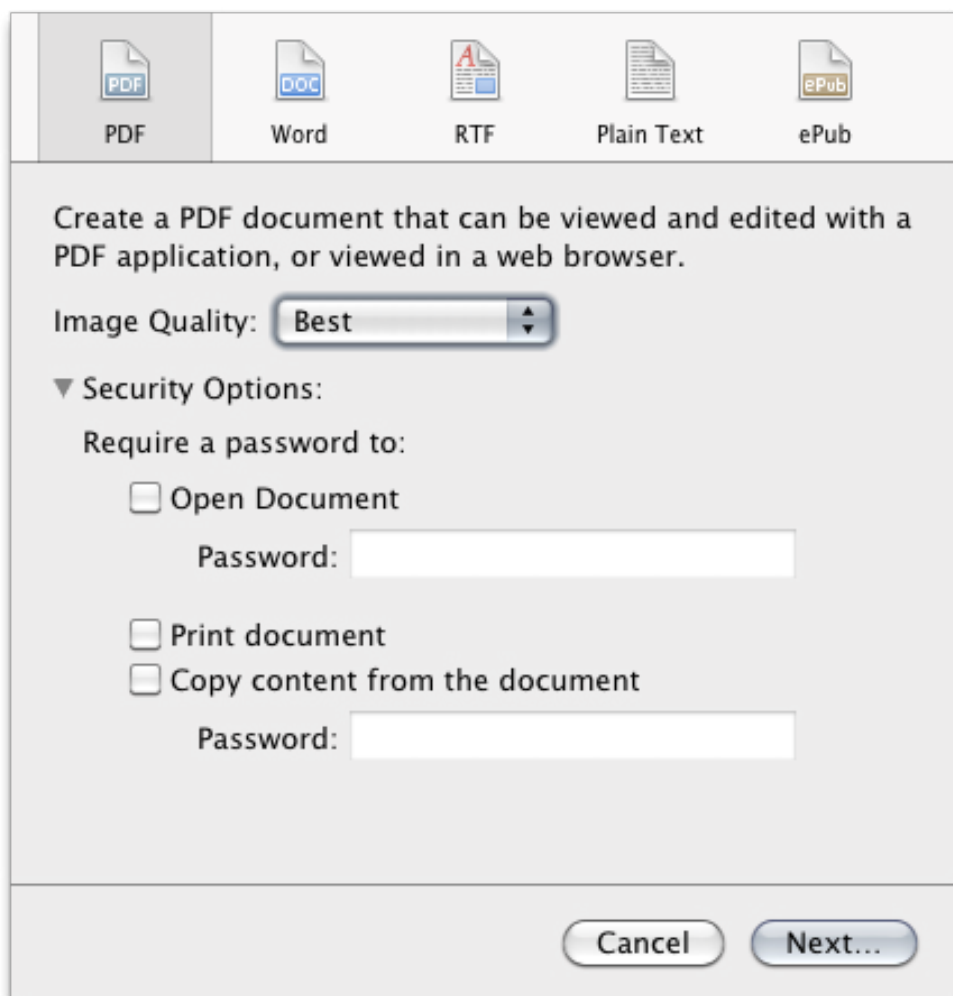 PDF DOC A ePub
PDF Word RTF Plain Text ePub
Create a PDF document that can be viewed and edited with a
PDF application, or viewed in a web browser.
Image Quality: Best
Security Options:
Require a password to:
Open Document
Password:
Print document
Copy content from the document
Password:
Cancel Next...